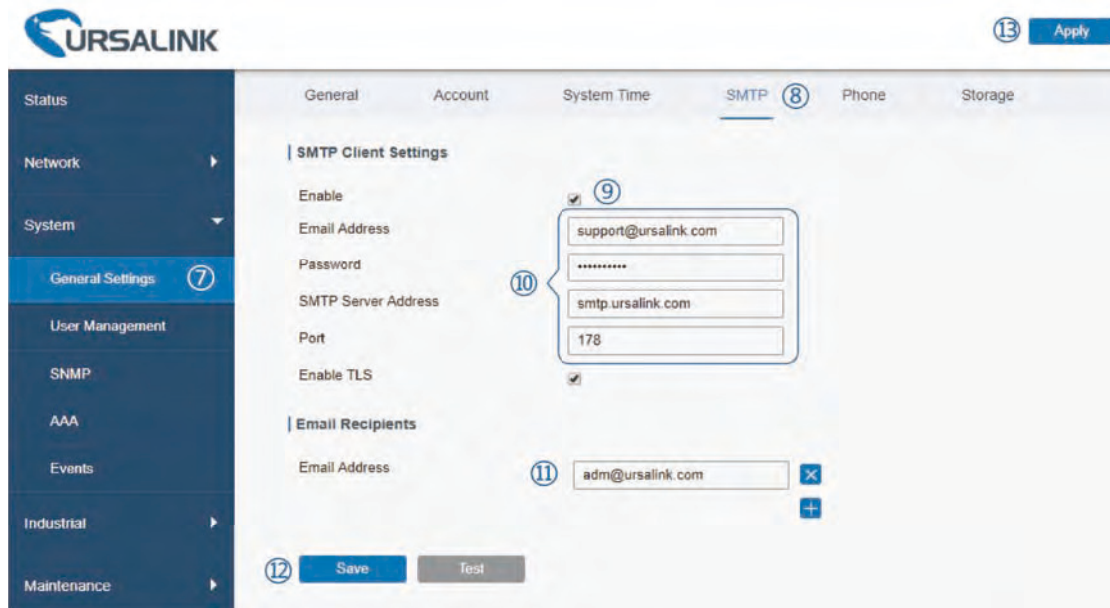 URSALINK
⑬ Apply
Status
Network
System
General Settings ⑦
User Management
SNMP
AAA
Events
Industrial
Maintenance
General Account System Time SMTP ⑧ Phone Storage
SMTP Client Settings
Enable ⑨
Email Address support@ursalink.com
Password ••••••••••
⑩
SMTP Server Address smtp.ursalink.com
Port 178
Enable TLS
Email Recipients
Email Address ⑪ adm@ursalink.com
⑫ Save Test